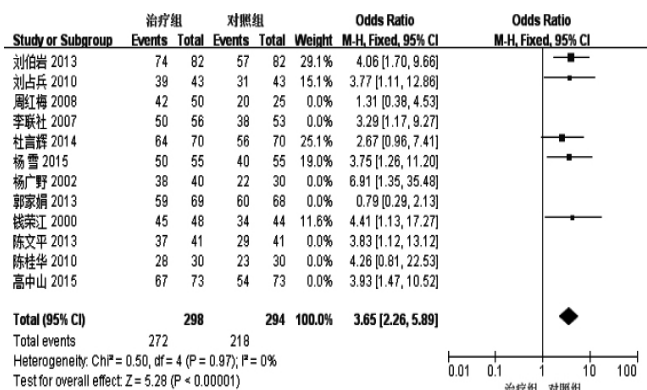 治疗组 对照组 Odds Ratio Odds Ratio
Study or Subgroup Events Total Events Total Weight M-H, Fixed, 95% CI M-H, Fixed, 95% CI
刘伯岩 2013 74 82 57 82 29.1% 4.06 [1.70, 9.66]
刘占兵 2010 39 43 31 43 15.1% 3.77 [1.11, 12.86]
周红梅 2008 42 50 20 25 0.0% 1.31 [0.38, 4.53]
李联社 2007 50 56 38 53 0.0% 3.29 [1.17, 9.27]
杜言辉 2014 64 70 56 70 25.1% 2.67 [0.96, 7.41]
杨 雪 2015 50 55 40 55 19.0% 3.75 [1.26, 11.20]
杨广野 2002 38 40 22 30 0.0% 6.91 [1.35, 35.48]
郭家娟 2013 59 69 60 68 0.0% 0.79 [0.29, 2.13]
钱荣江 2000 45 48 34 44 11.6% 4.41 [1.13, 17.27]
陈文平 2013 37 41 29 41 0.0% 3.83 [1.12, 13.12]
陈桂华 2010 28 30 23 30 0.0% 4.26 [0.81, 22.53]
高中山 2015 67 73 54 73 0.0% 3.93 [1.47, 10.52]
Total (95% CI) 298 294 100.0% 3.65 [2.26, 5.89]
Total events 272 218
Heterogeneity: Chi² = 0.50, df = 4 (P = 0.97); I² = 0%
Test for overall effect: Z = 5.28 (P < 0.00001)
0.01 0.1 1 10 100
治疗组 对照组